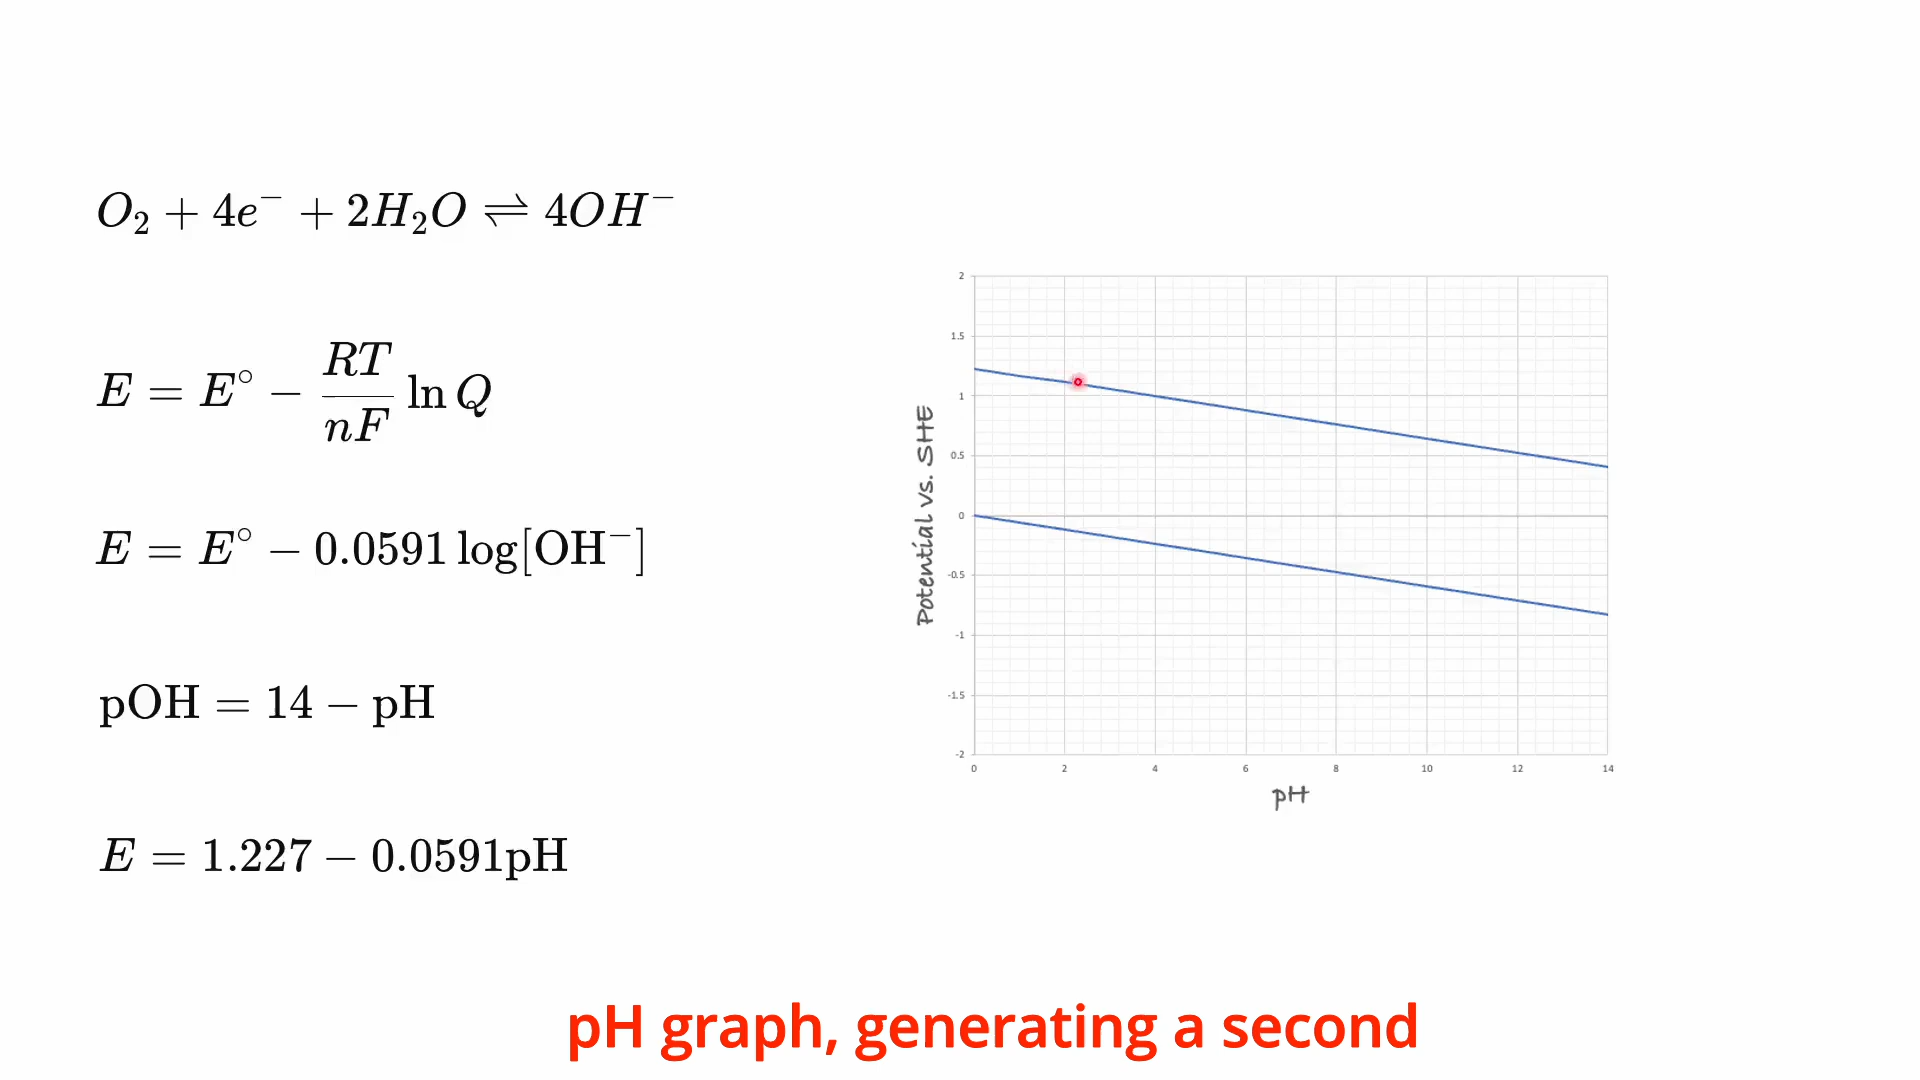 O₂ + 4e⁻ + 2H₂O ⇌ 4OH⁻
E = E° − RT/nF ln Q
E = E° − 0.0591 log[OH⁻]
pOH = 14 − pH
E = 1.227 − 0.0591pH
Potential vs. SHE
2
1.5
1
0.5
0
-0.5
-1
-1.5
-2
0 2 4 6 8 10 12 14
pH
pH graph, generating a second